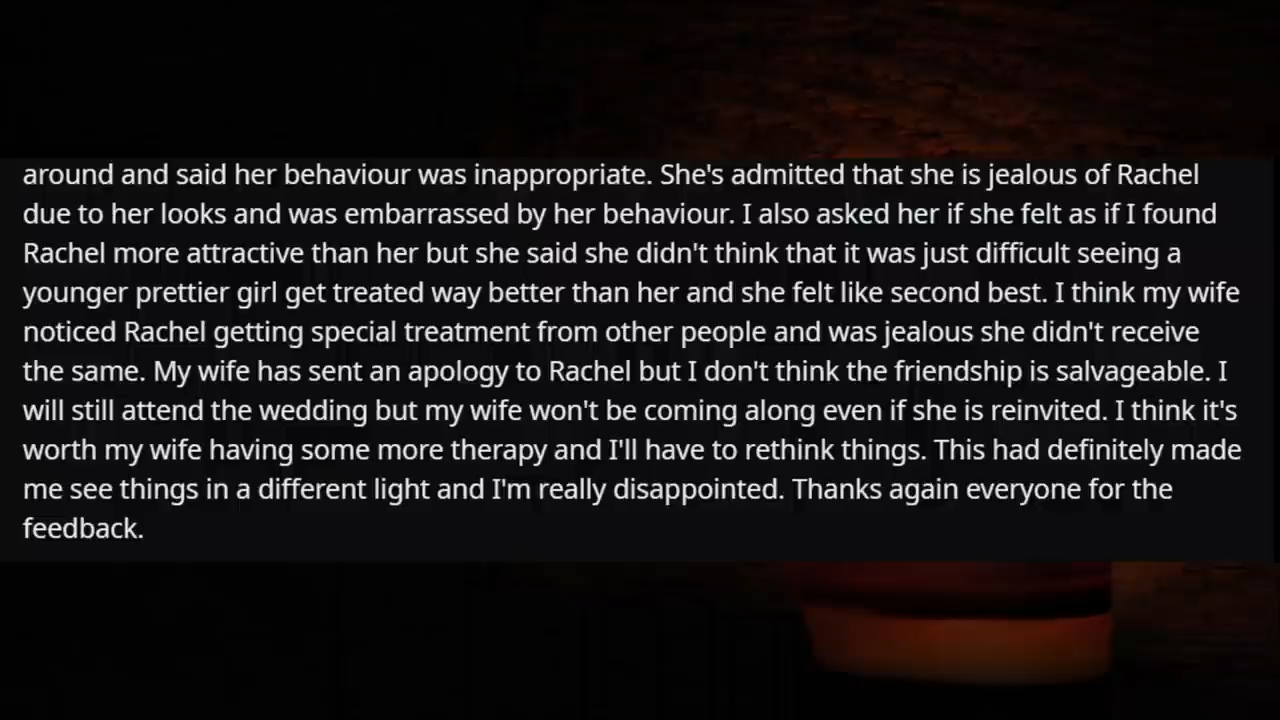 around and said her behaviour was inappropriate. She's admitted that she is jealous of Rachel
due to her looks and was embarrassed by her behaviour. I also asked her if she felt as if I found
Rachel more attractive than her but she said she didn't think that it was just difficult seeing a
younger prettier girl get treated way better than her and she felt like second best. I think my wife
noticed Rachel getting special treatment from other people and was jealous she didn't receive
the same. My wife has sent an apology to Rachel but I don't think the friendship is salvageable. I
will still attend the wedding but my wife won't be coming along even if she is reinvited. I think it's
worth my wife having some more therapy and I'll have to rethink things. This had definitely made
me see things in a different light and I'm really disappointed. Thanks again everyone for the
feedback.